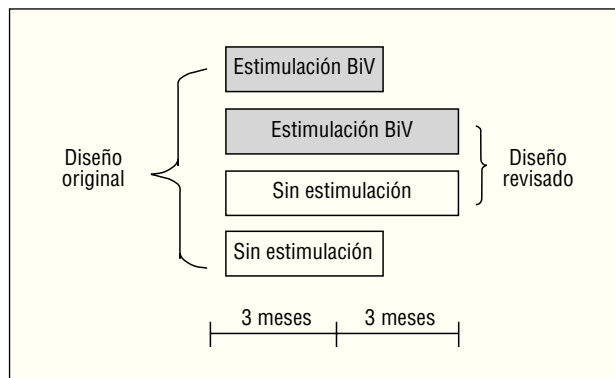 Estimulación BiV
Estimulación BiV
Diseño
original
Diseño
revisado
Sin estimulación
Sin estimulación
3 meses
3 meses